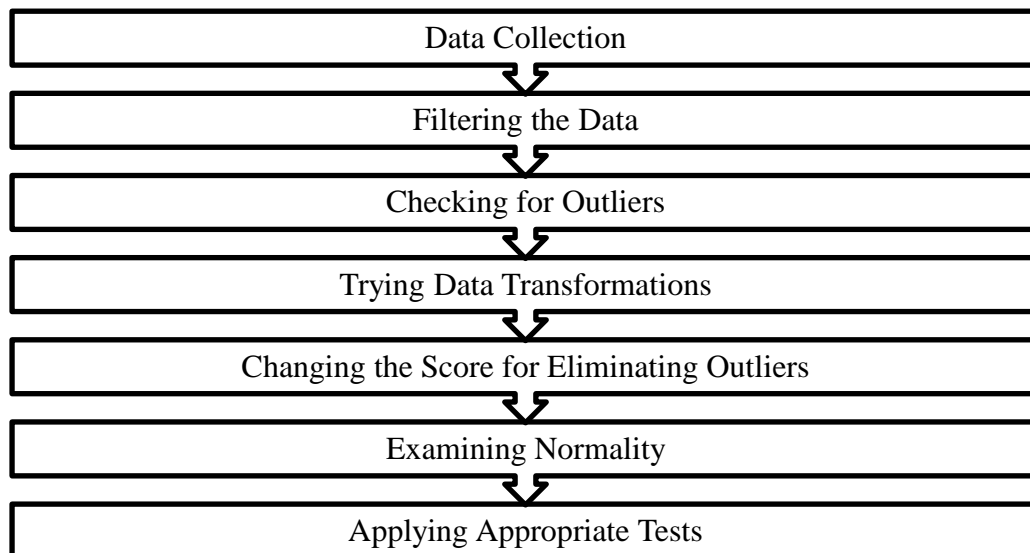 Data Collection
Filtering the Data
Checking for Outliers
Trying Data Transformations
Changing the Score for Eliminating Outliers
Examining Normality
Applying Appropriate Tests